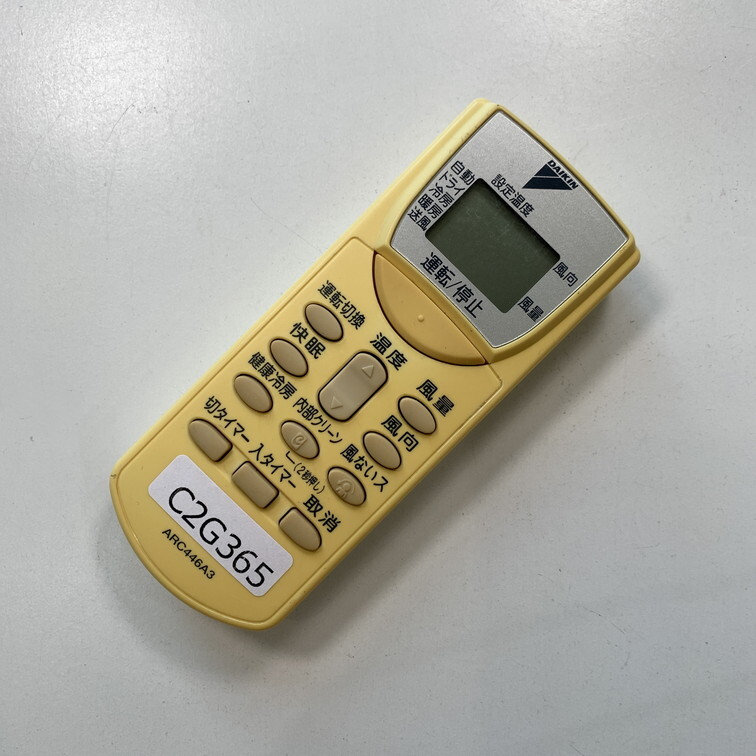 DAIKIN
自動
ドライ
冷房
暖房
送風
設定温度
風向
風量
運転/停止
運転切換
快眠
健康冷房
温度
風量
風向
内部クリーン
(2秒押し)
風ないス
切タイマー
入タイマー
取消
C2G365
ARC446A3